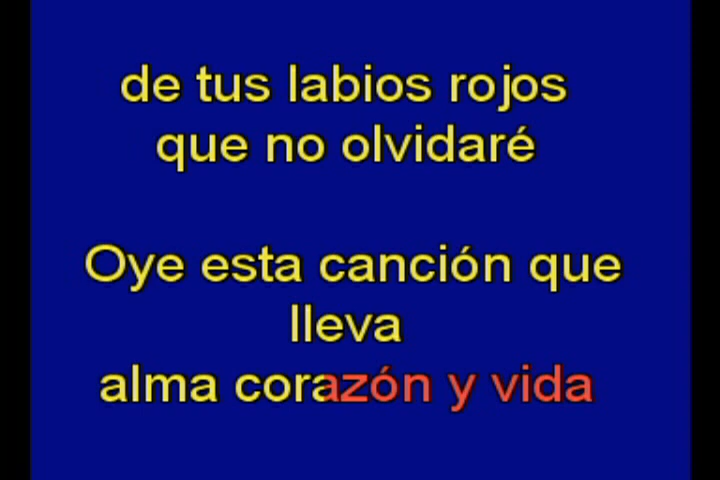 de tus labios rojos
que no olvidaré
Oye esta canción que
lleva
alma corazón y vida